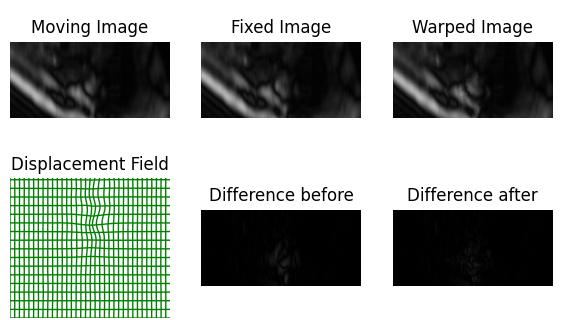 Moving Image
Fixed Image
Warped Image
Displacement Field
Difference before
Difference after